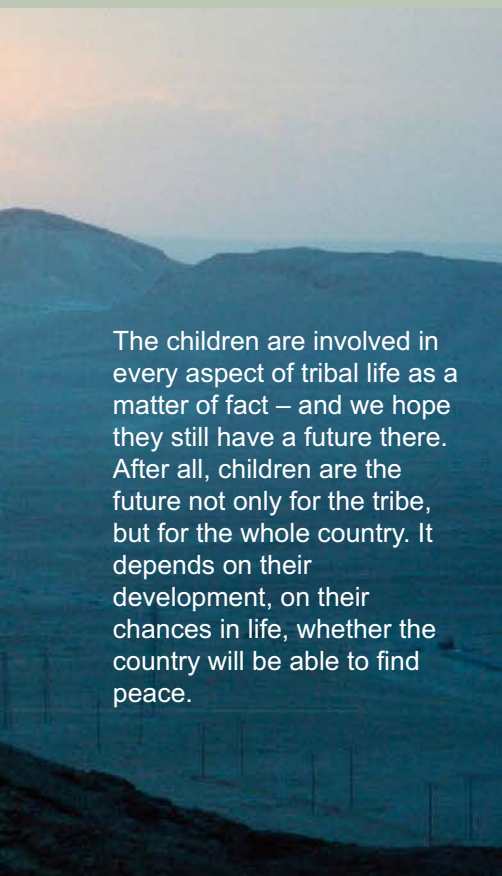 The children are involved in
every aspect of tribal life as a
matter of fact – and we hope
they still have a future there.
After all, children are the
future not only for the tribe,
but for the whole country. It
depends on their
development, on their
chances in life, whether the
country will be able to find
peace.